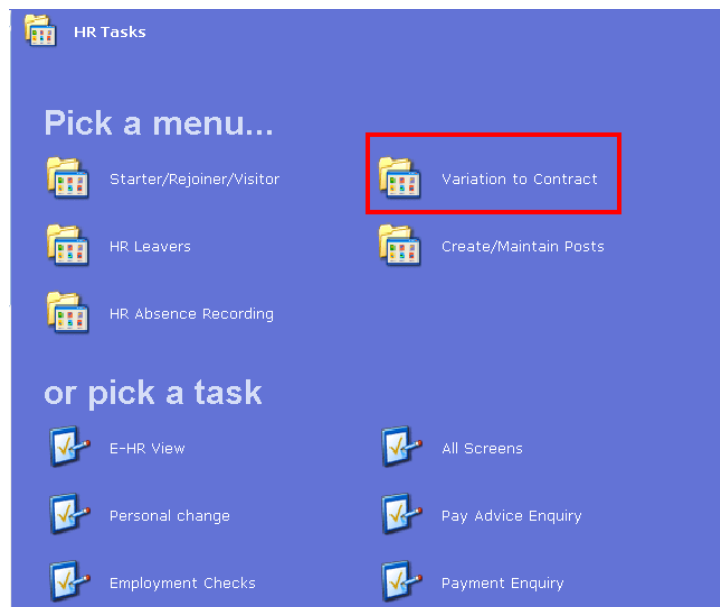 HR Tasks
Pick a menu...
Starter/Rejoiner/Visitor
Variation to Contract
HR Leavers
Create/Maintain Posts
HR Absence Recording
or pick a task
E-HR View
All Screens
Personal change
Pay Advice Enquiry
Employment Checks
Payment Enquiry